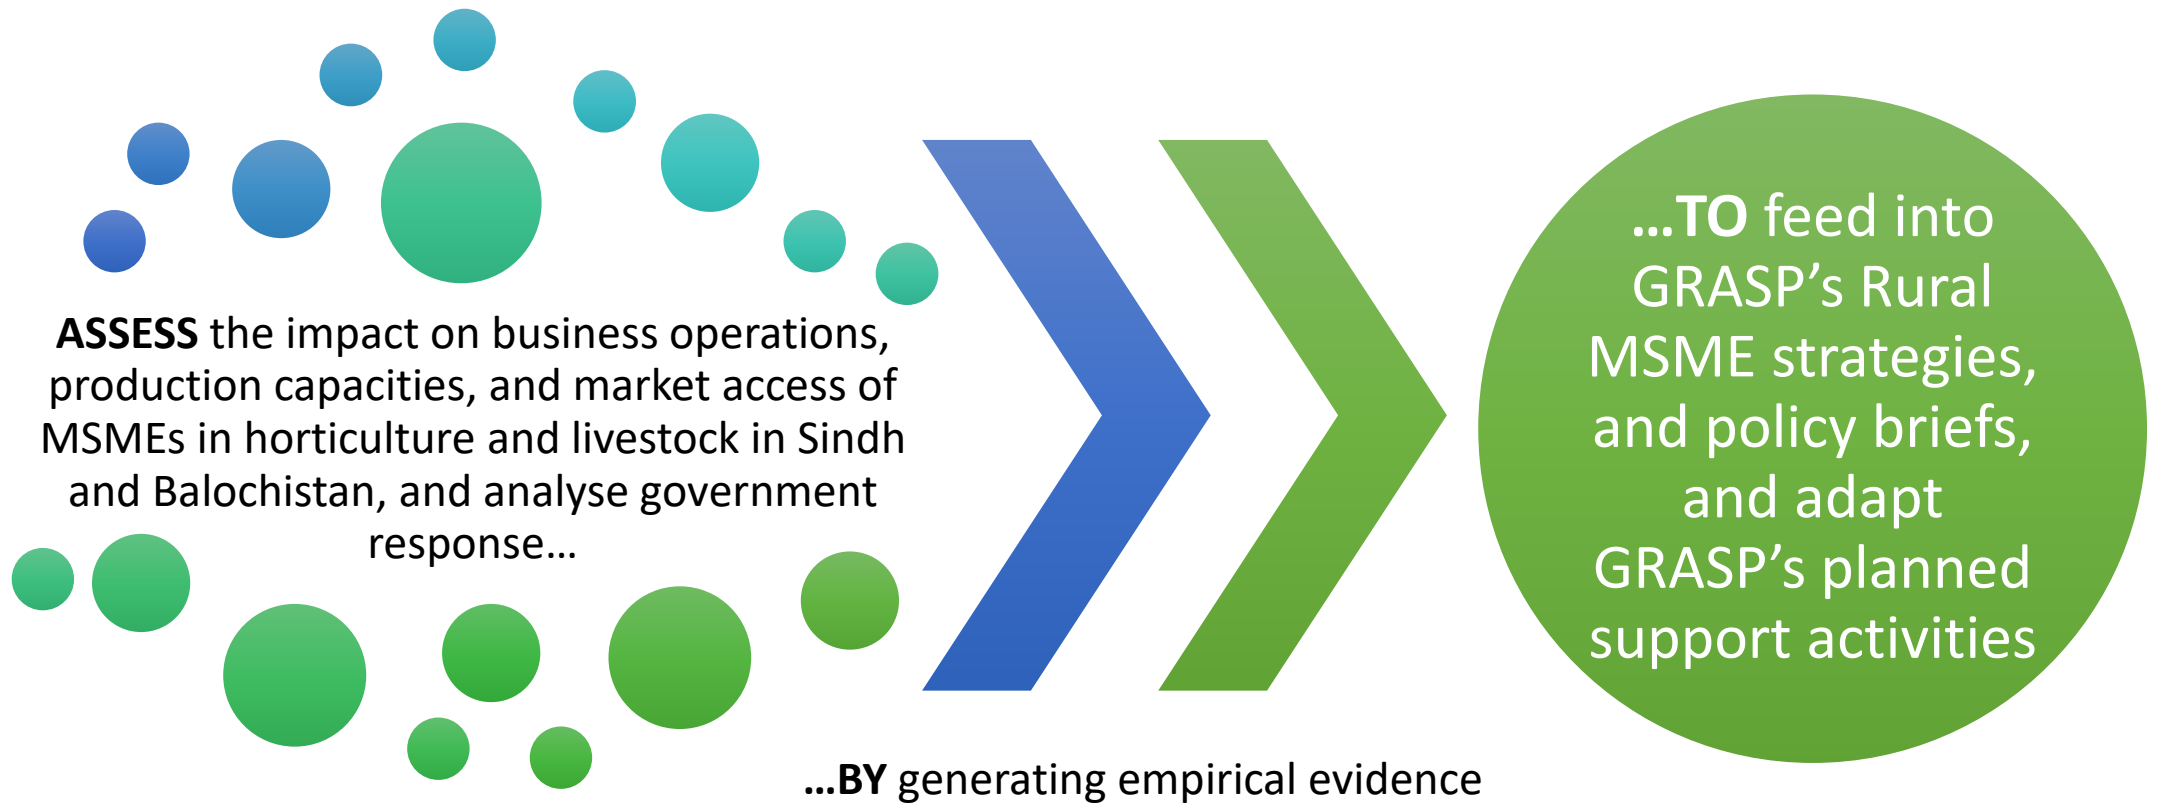 ASSESS the impact on business operations,
production capacities, and market access of
MSMEs in horticulture and livestock in Sindh
and Balochistan, and analyse government
response…
…BY generating empirical evidence
…TO feed into
GRASP’s Rural
MSME strategies,
and policy briefs,
and adapt
GRASP’s planned
support activities